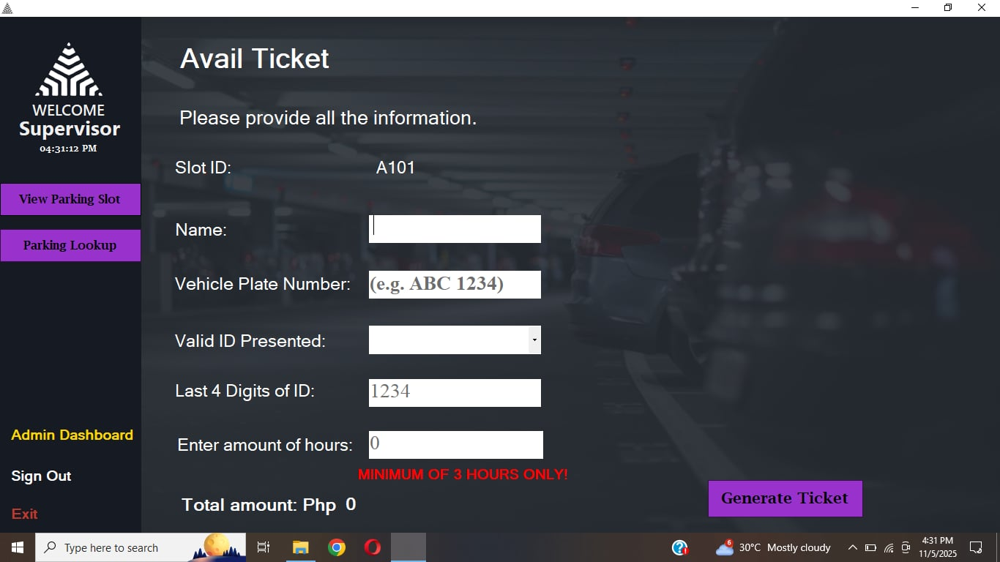 WELCOME
Supervisor
04:31:12 PM
View Parking Slot
Parking Lookup
Admin Dashboard
Sign Out
Exit
Avail Ticket
Please provide all the information.
Slot ID: A101
Name:
Vehicle Plate Number: (e.g. ABC 1234)
Valid ID Presented:
Last 4 Digits of ID: 1234
Enter amount of hours: 0
MINIMUM OF 3 HOURS ONLY!
Total amount: Php 0
Generate Ticket
Type here to search
6
30°C Mostly cloudy
4:31 PM
11/5/2025